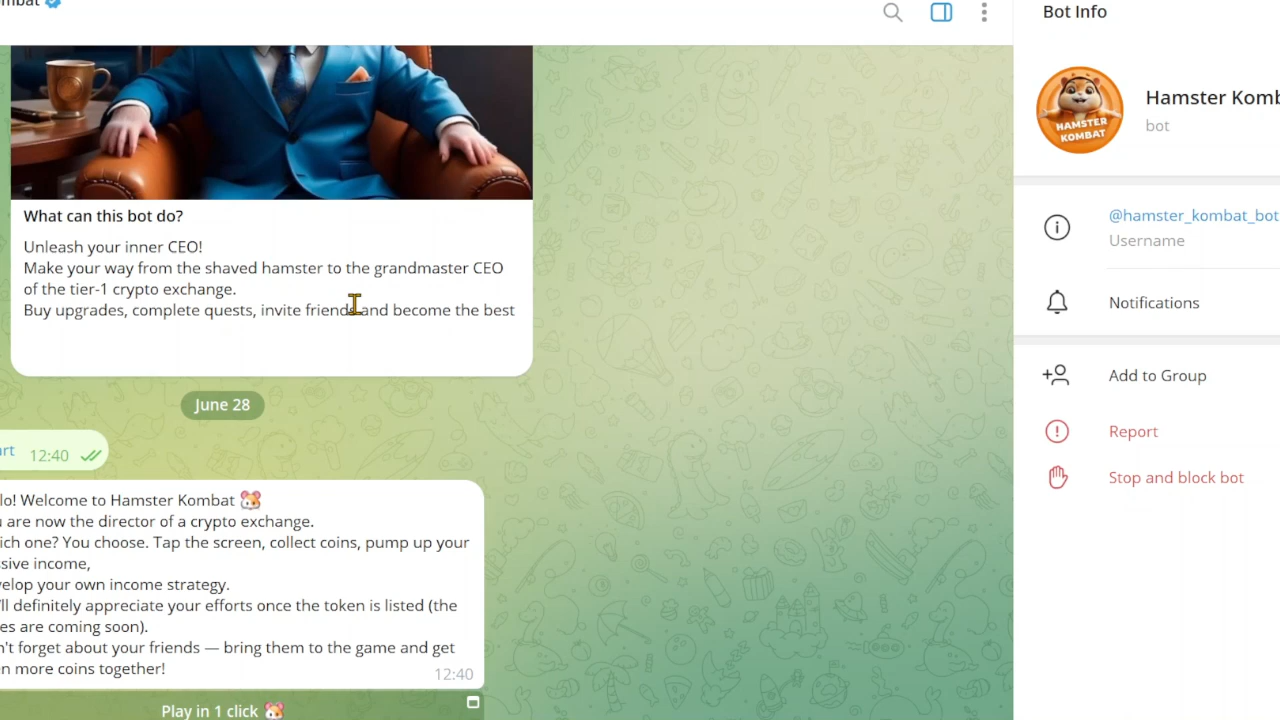 Bot Info
HAMSTER
KOMBAT
bot
What can this bot do?
Unleash your inner CEO!
Make your way from the shaved hamster to the grandmaster CEO
of the tier-1 crypto exchange.
Buy upgrades, complete quests, invite friends and become the best
@hamster_kombat_bot
Username
Notifications
June 28
Add to Group
12:40
Report
Stop and block bot
Welcome to Hamster Kombat
are now the director of a crypto exchange.
one? You choose. Tap the screen, collect coins, pump up your
income,
your own income strategy.
definitely appreciate your efforts once the token is listed (the
are coming soon).
forget about your friends — bring them to the game and get
more coins together!
12:40
Play in 1 click
Hamster